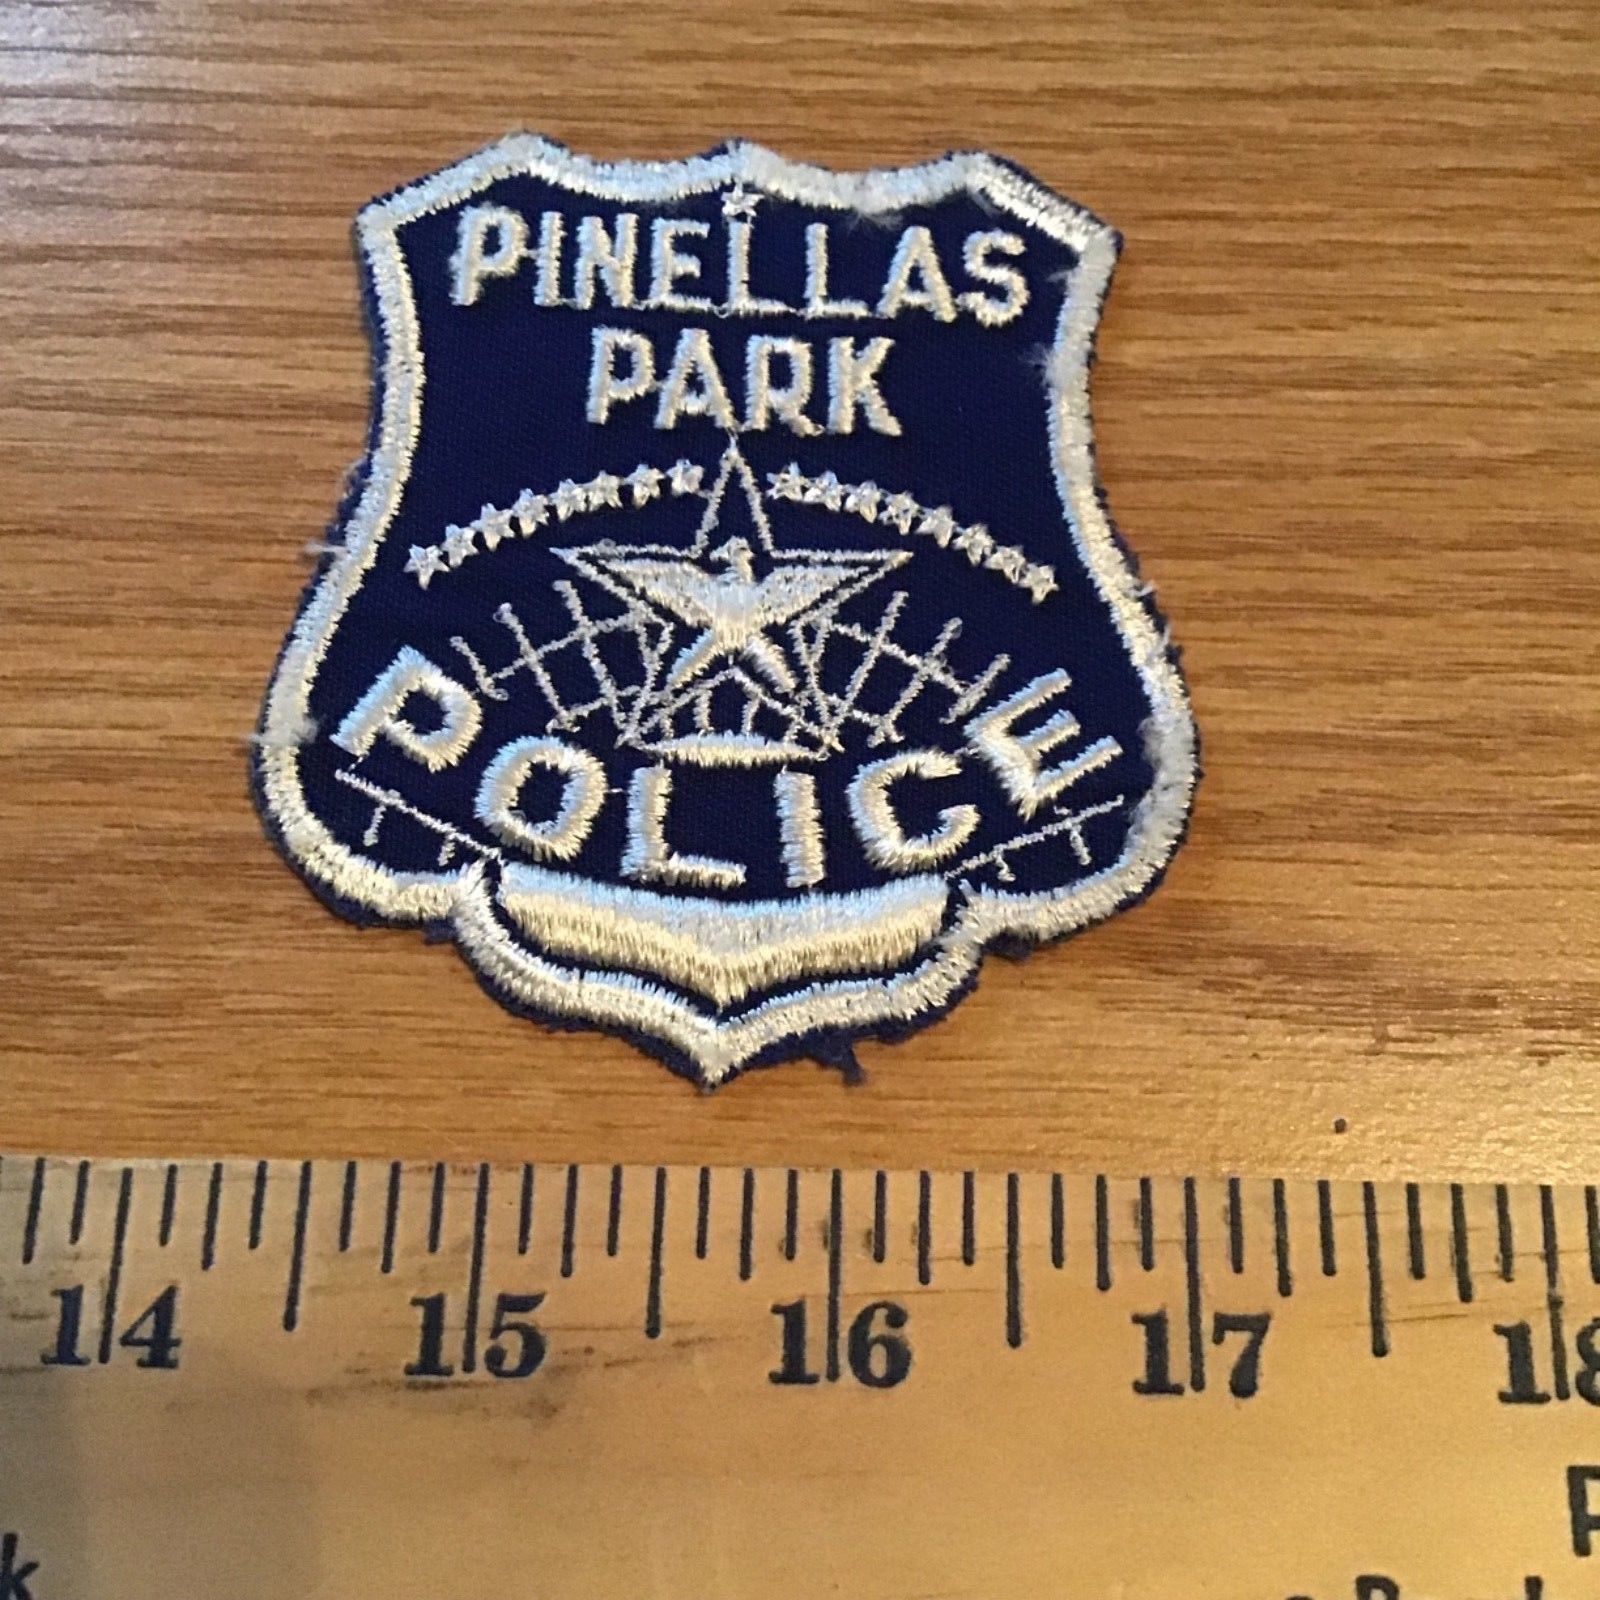 PINELLAS
PARK
POLICE
14 15 16 17 18
P
k